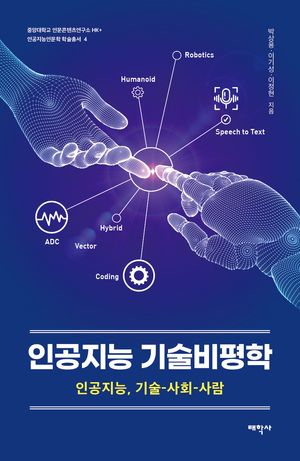 중앙대학교 인문콘텐츠연구소 HK+
인공지능인문학 학술총서 4
박상용·이기성·이정현 지음
Robotics
Humanoid
Speech to Text
Hybrid
ADC
Vector
Coding
인공지능 기술비평학
인공지능, 기술-사회-사람
태학사